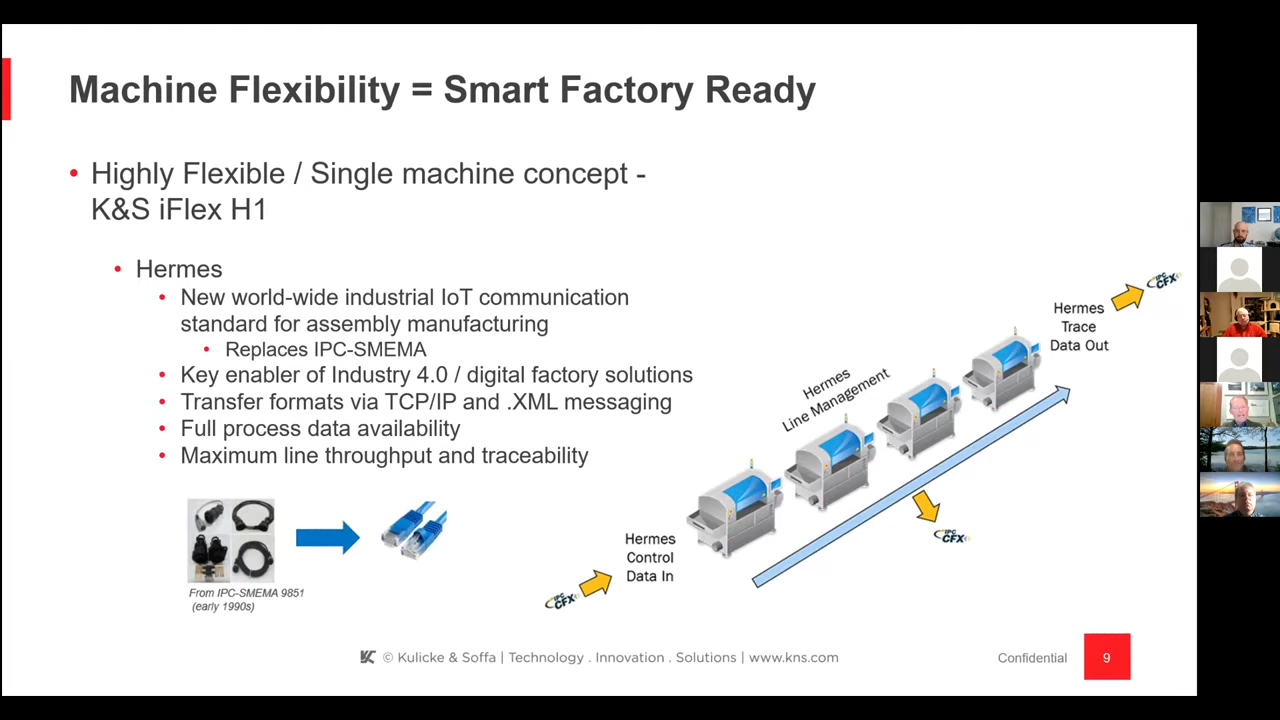 Machine Flexibility = Smart Factory Ready
• Highly Flexible / Single machine concept -
K&S iFlex H1
• Hermes
• New world-wide industrial IoT communication
standard for assembly manufacturing
• Replaces IPC-SMEMA
• Key enabler of Industry 4.0 / digital factory solutions
• Transfer formats via TCP/IP and .XML messaging
• Full process data availability
• Maximum line throughput and traceability
From IPC-SMEMA 9851
(early 1990s)
IPC
CFX
Hermes
Control
Data In
Hermes
Line Management
IPC
CFX
Hermes
Trace
Data Out
IPC
CFX
© Kulicke & Soffa | Technology . Innovation . Solutions | www.kns.com
Confidential
9